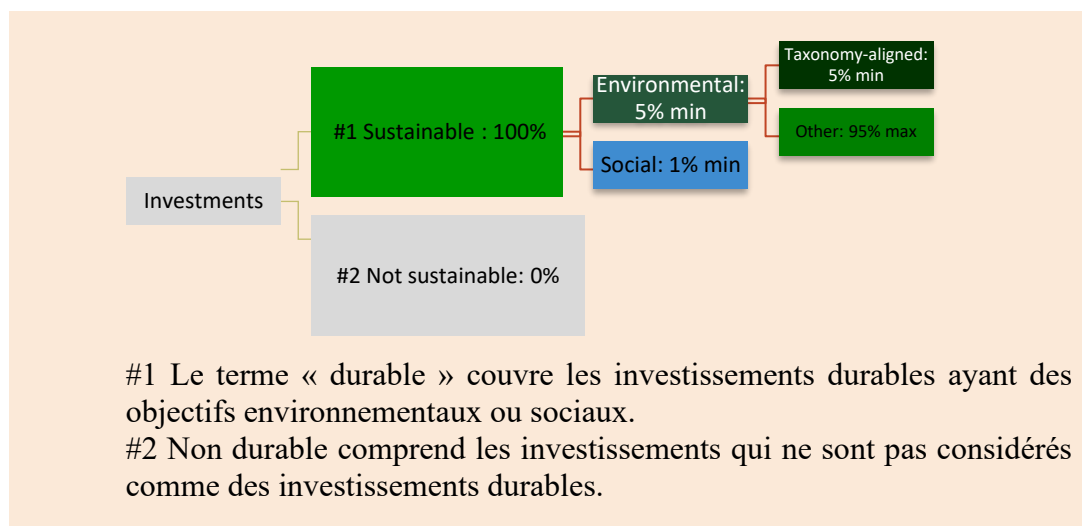 Taxonomy-aligned:
5% min
Environmental:
5% min
#1 Sustainable : 100%
Other: 95% max
Social: 1% min
Investments
#2 Not sustainable: 0%
#1 Le terme « durable » couvre les investissements durables ayant des
objectifs environnementaux ou sociaux.
#2 Non durable comprend les investissements qui ne sont pas considérés
comme des investissements durables.